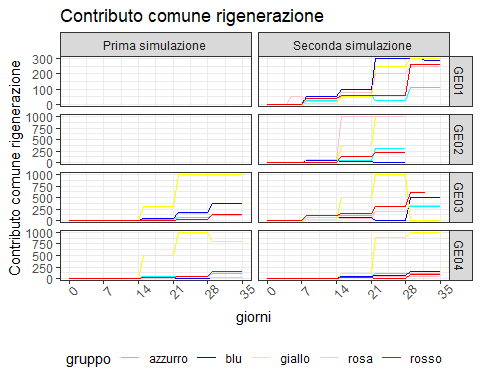 Contributo comune rigenerazione
Prima simulazione
Seconda simulazione
Contributo comune rigenerazione
300
200
100
0
GE01
1000
750
500
250
0
GE02
1000
750
500
250
0
GE03
1000
750
500
250
0
GE04
0 7 14 21 28 35
0 7 14 21 28 35
giorni
gruppo azzurro blu giallo rosa rosso